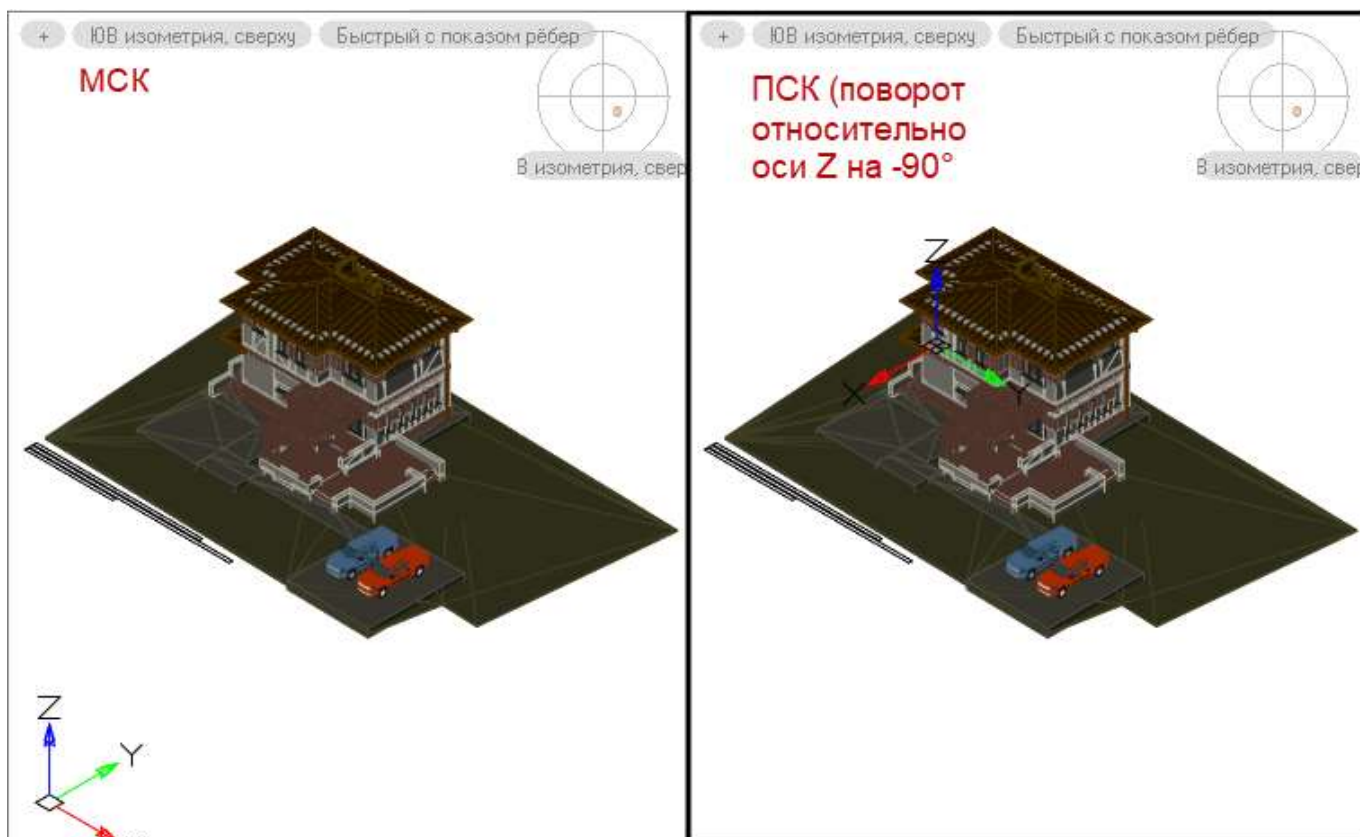 + ЮВ изометрия, сверху Быстрый с показом рёбер
МСК
В изометрия, свер
Z
Y
+ ЮВ изометрия, сверху Быстрый с показом рёбер
ПСК (поворот
относительно
оси Z на -90°
В изометрия, свер
Z
X Y